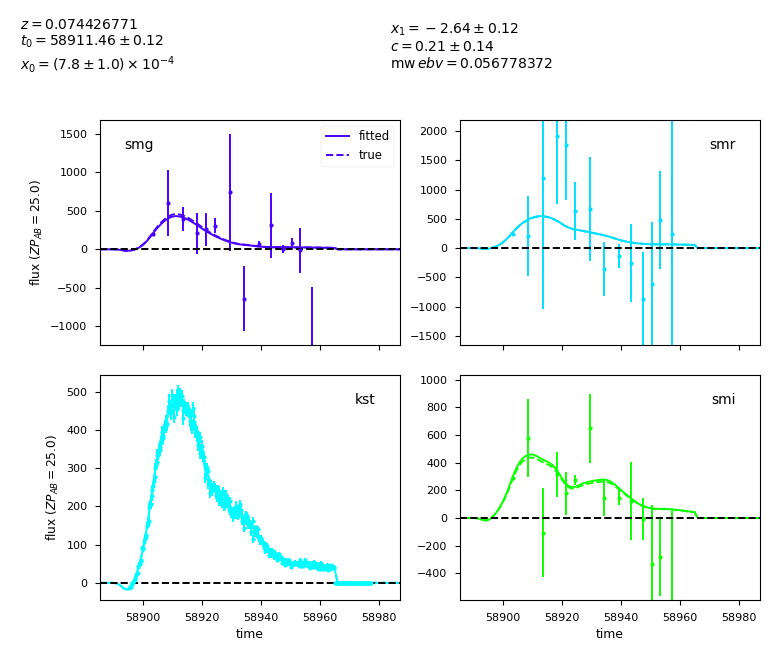 z = 0.074426771
t₀ = 58911.46 ± 0.12
x₀ = (7.8 ± 1.0) × 10⁻⁴
x₁ = −2.64 ± 0.12
c = 0.21 ± 0.14
mw ebv = 0.056778372
smg
fitted
true
1500
1000
500
0
−500
−1000
flux (ZP_AB = 25.0)
smr
2000
1500
1000
500
0
−500
−1000
−1500
kst
500
400
300
200
100
0
flux (ZP_AB = 25.0)
58900 58920 58940 58960 58980
time
smi
1000
800
600
400
200
0
−200
−400
58900 58920 58940 58960 58980
time